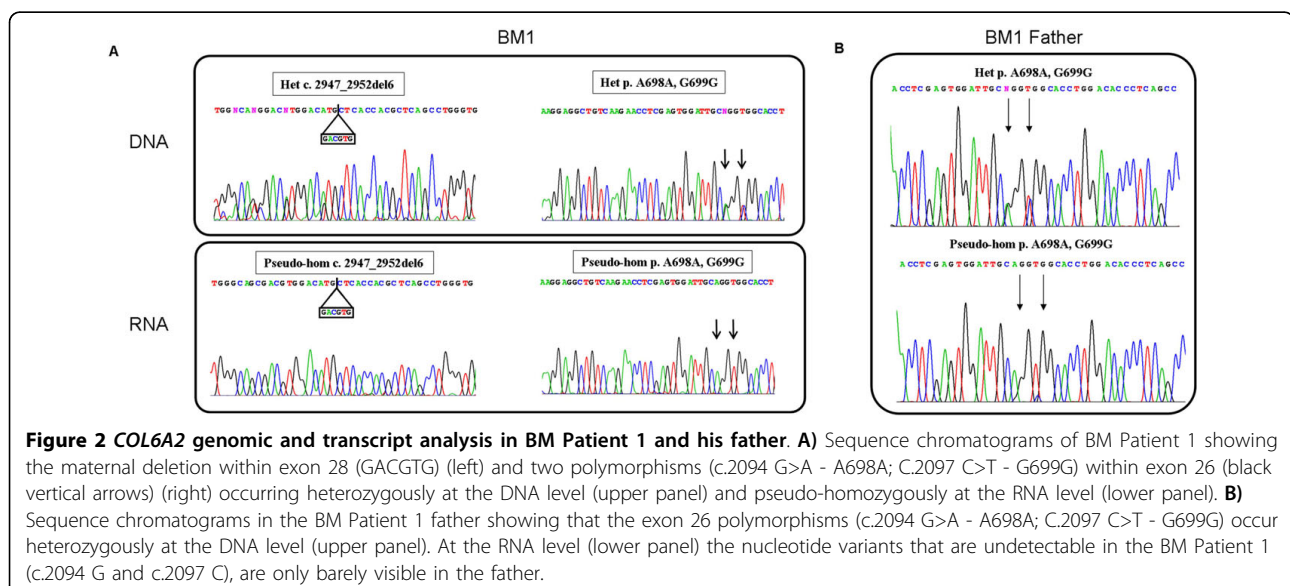 A
BM1
B
BM1 Father
DNA
Het c. 2947_2952del6
TGGNCANGGACNTGGACATGCTCACCACGCTCAGCCTGGGTG
GACGTG
Het p. A698A, G699G
AAGGAGGCTGTCAAGAACCTCGAGTGGATTGCNGGTGGCACCT
Het p. A698A, G699G
ACCTCGAGTGGATTGCNGGTGGCACCTGGACACCCTCAGCC
RNA
Pseudo-hom c. 2947_2952del6
TGGGCAGCGACGTGGACATGCTCACCACGCTCAGCCTGGGTG
GACGTG
Pseudo-hom p. A698A, G699G
AAGGAGGCTGTCAAGAACCTCGAGTGGATTGCAGGTGGCACCT
Pseudo-hom p. A698A, G699G
ACCTCGAGTGGATTGCAGGTGGCACCTGGACACCCTCAGCC
Figure 2 COL6A2 genomic and transcript analysis in BM Patient 1 and his father. A) Sequence chromatograms of BM Patient 1 showing
the maternal deletion within exon 28 (GACGTG) (left) and two polymorphisms (c.2094 G>A - A698A; C.2097 C>T - G699G) within exon 26 (black
vertical arrows) (right) occurring heterozygously at the DNA level (upper panel) and pseudo-homozygously at the RNA level (lower panel). B)
Sequence chromatograms in the BM Patient 1 father showing that the exon 26 polymorphisms (c.2094 G>A - A698A; C.2097 C>T - G699G) occur
heterozygously at the DNA level (upper panel). At the RNA level (lower panel) the nucleotide variants that are undetectable in the BM Patient 1
(c.2094 G and c.2097 C), are only barely visible in the father.